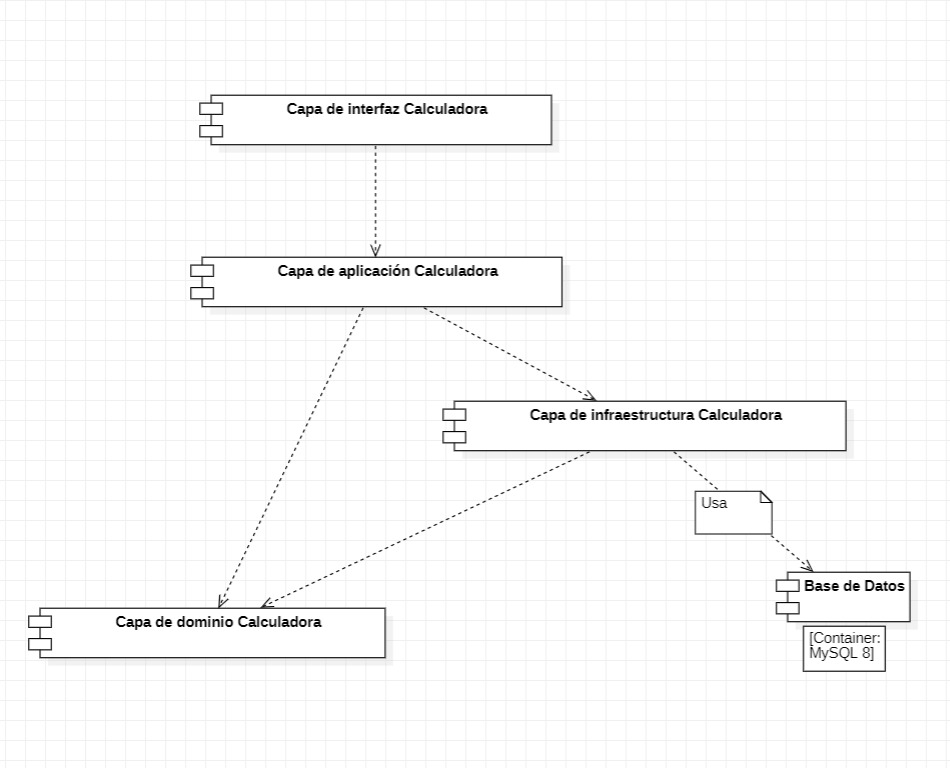 Capa de interfaz Calculadora
Capa de aplicación Calculadora
Capa de infraestructura Calculadora
Usa
Base de Datos
Capa de dominio Calculadora
[Container:
MySQL 8]